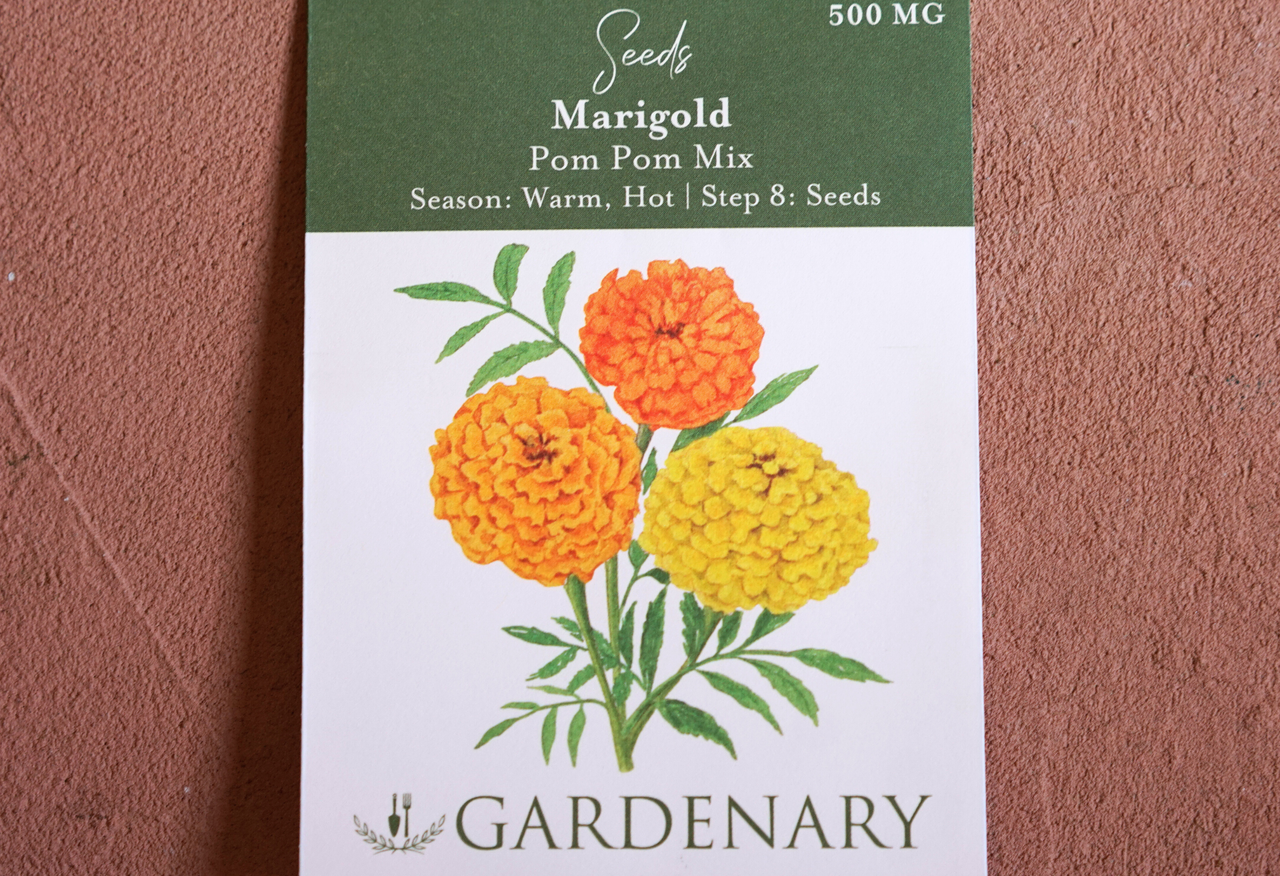 500 MG
Seeds
Marigold
Pom Pom Mix
Season: Warm, Hot | Step 8: Seeds
GARDENARY